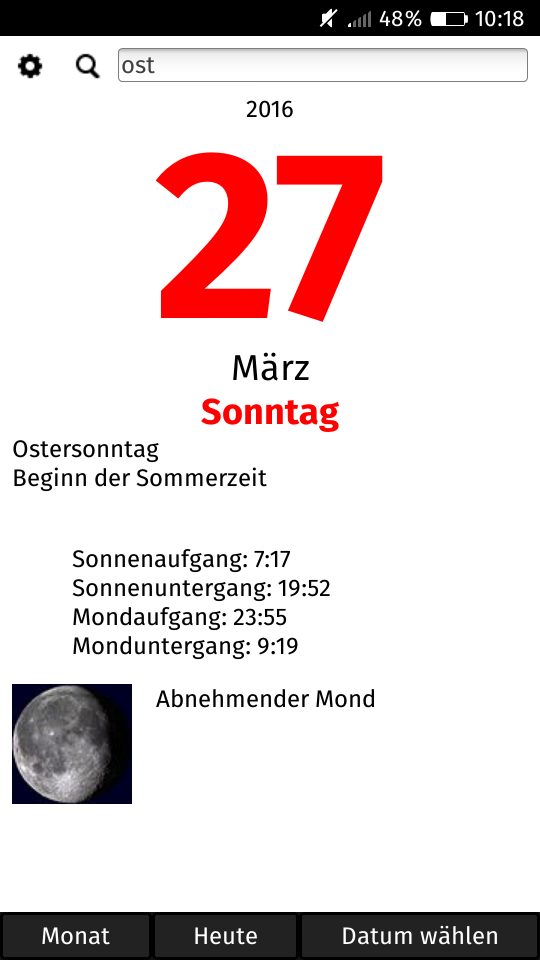 48% 10:18
ost
2016
27
März
Sonntag
Ostersonntag
Beginn der Sommerzeit
Sonnenaufgang: 7:17
Sonnenuntergang: 19:52
Mondaufgang: 23:55
Monduntergang: 9:19
Abnehmender Mond
Monat Heute Datum wählen